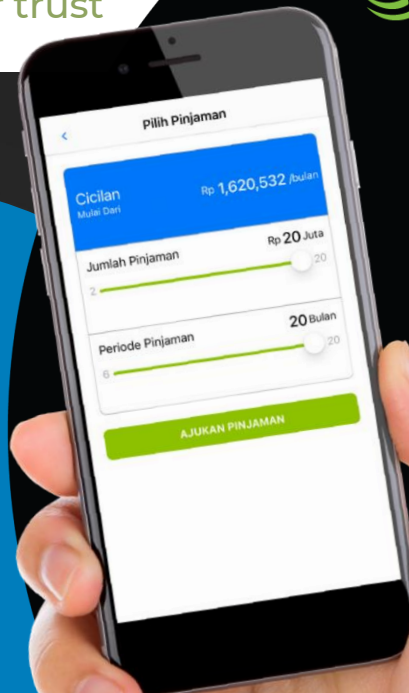 trust
Pilih Pinjaman
Cicilan
Mulai Dari
Rp 1,620,532 /bulan
Jumlah Pinjaman
Rp 20 Juta
2
20
Periode Pinjaman
20 Bulan
6
20
AJUKAN PINJAMAN